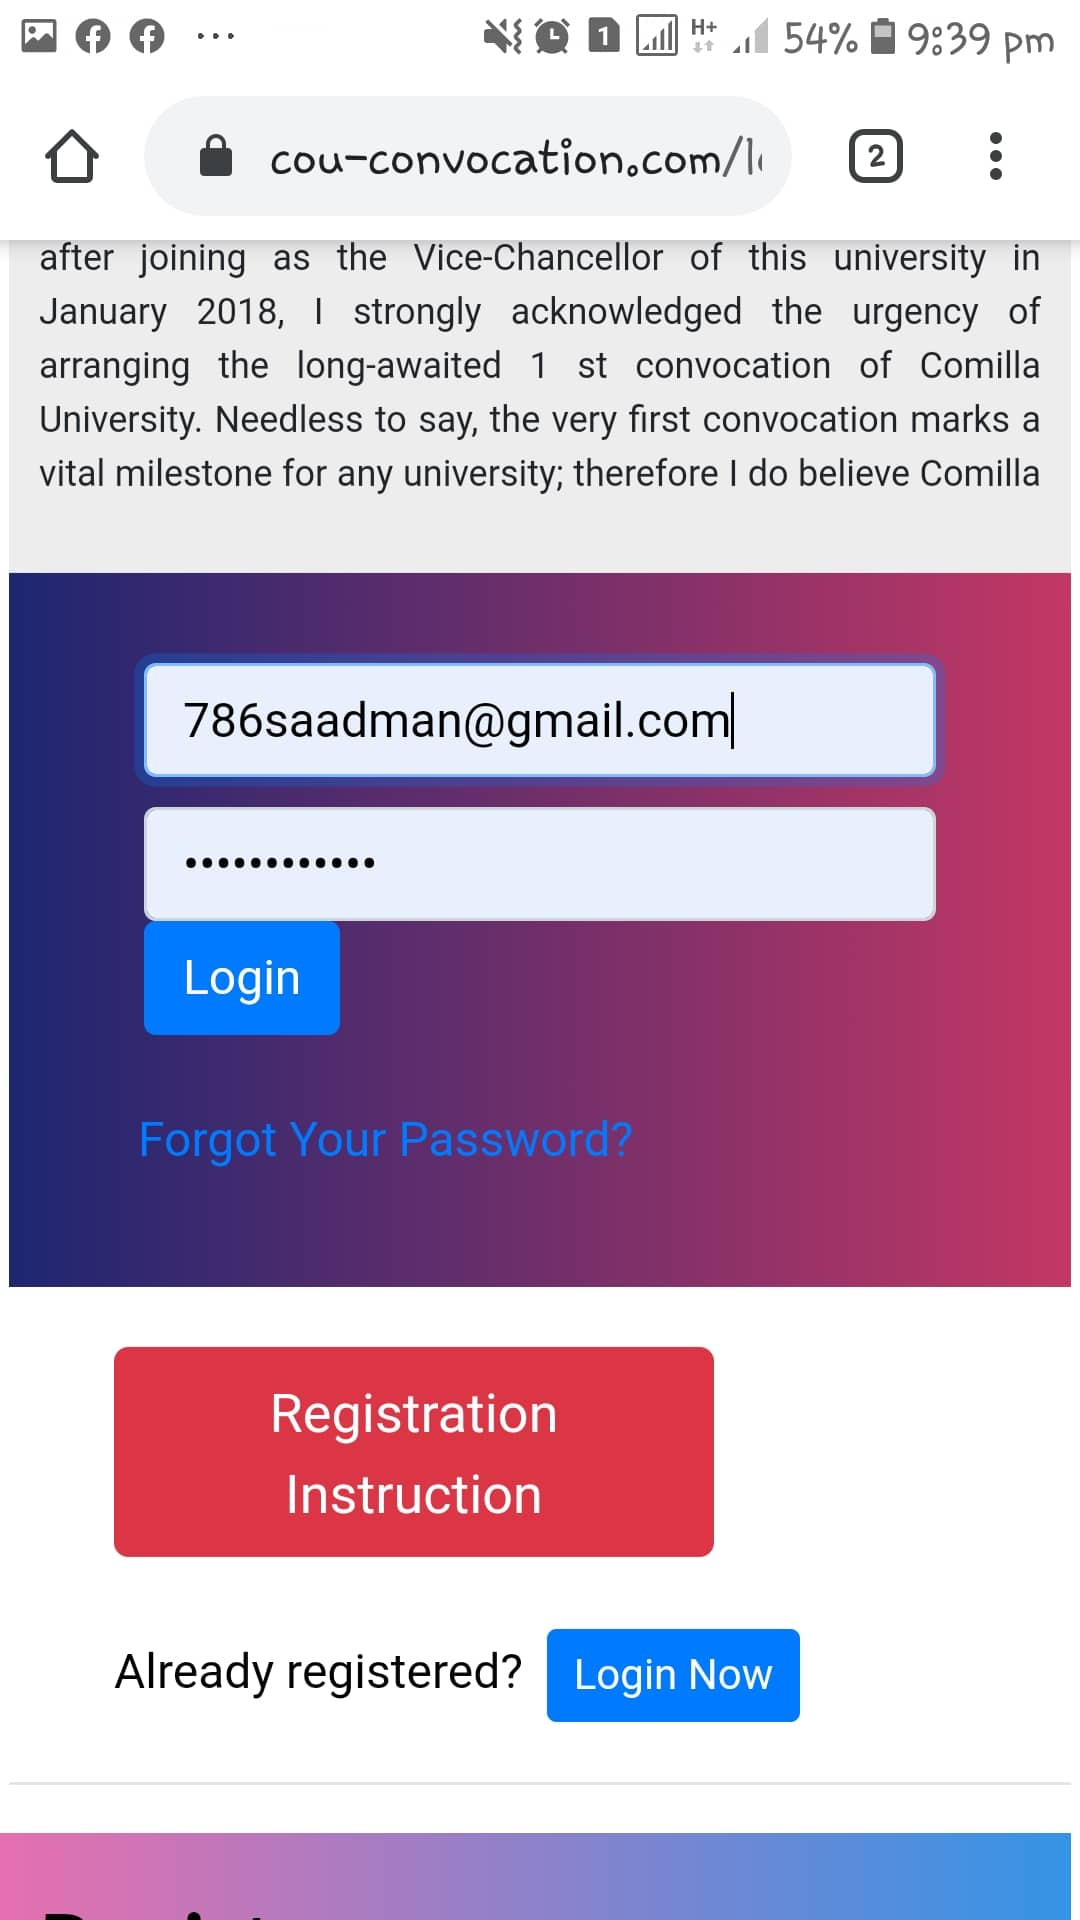 1 H+ 54% 9:39 pm
cou-convocation.com/l
2
after joining as the Vice-Chancellor of this university in
January 2018, I strongly acknowledged the urgency of
arranging the long-awaited 1 st convocation of Comilla
University. Needless to say, the very first convocation marks a
vital milestone for any university; therefore I do believe Comilla
786saadman@gmail.com
••••••••••••
Login
Forgot Your Password?
Registration
Instruction
Already registered? Login Now